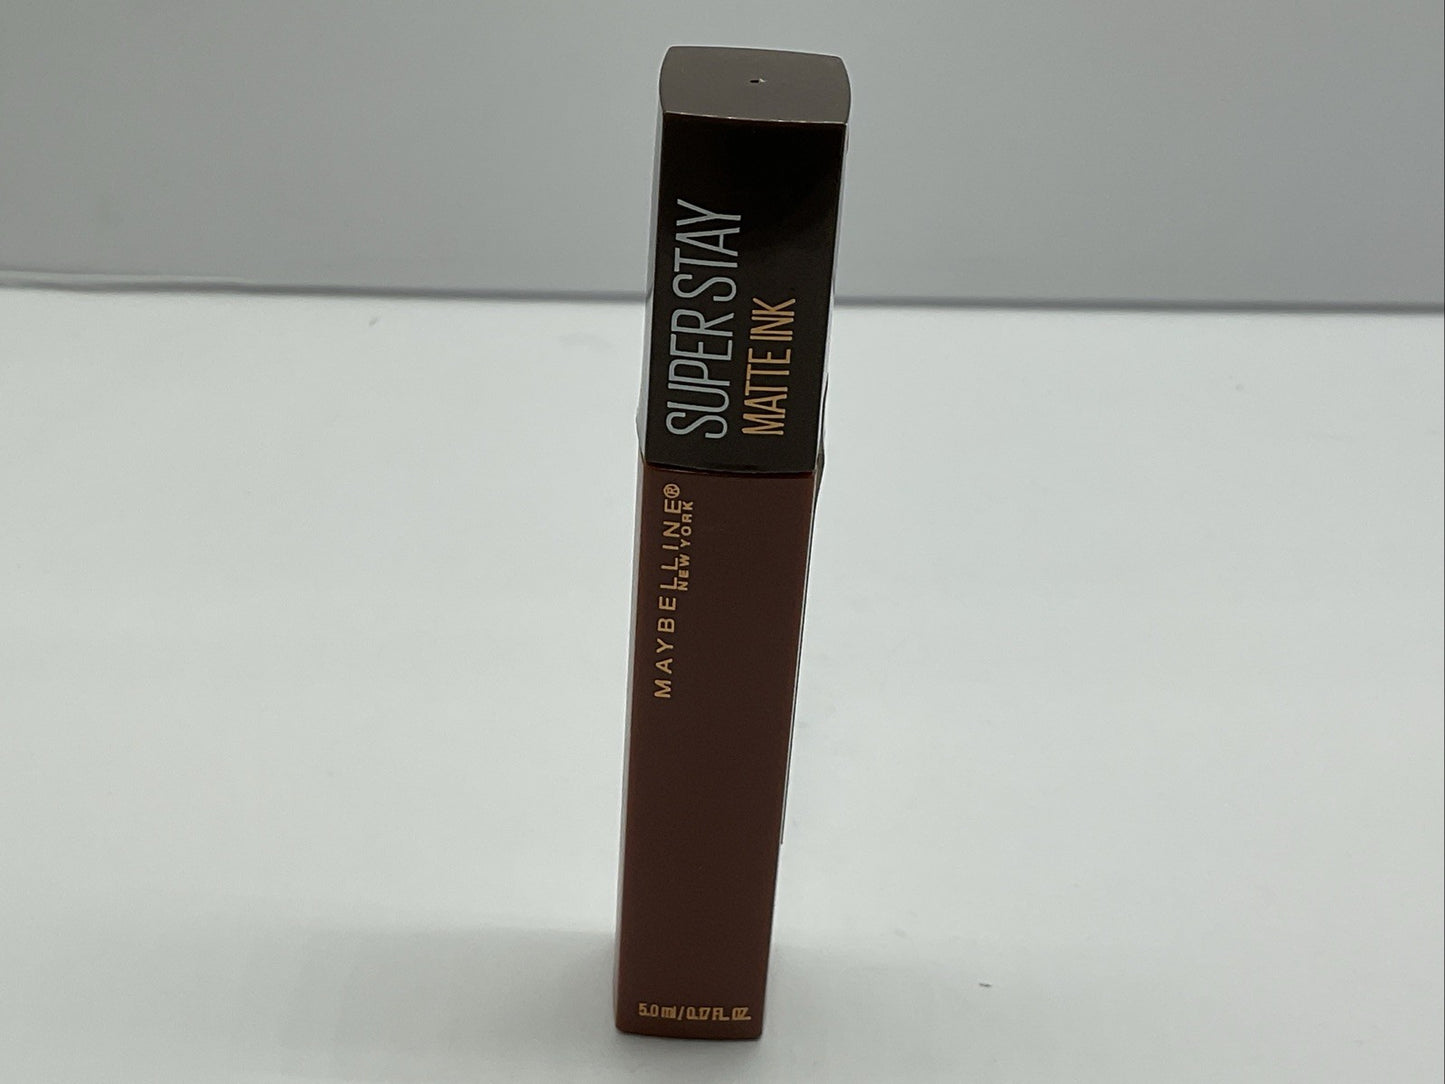 SUPER STAY
MATTE INK
MAYBELLINE®
NEW YORK
5.0 ml / 0.17 FL. OZ.